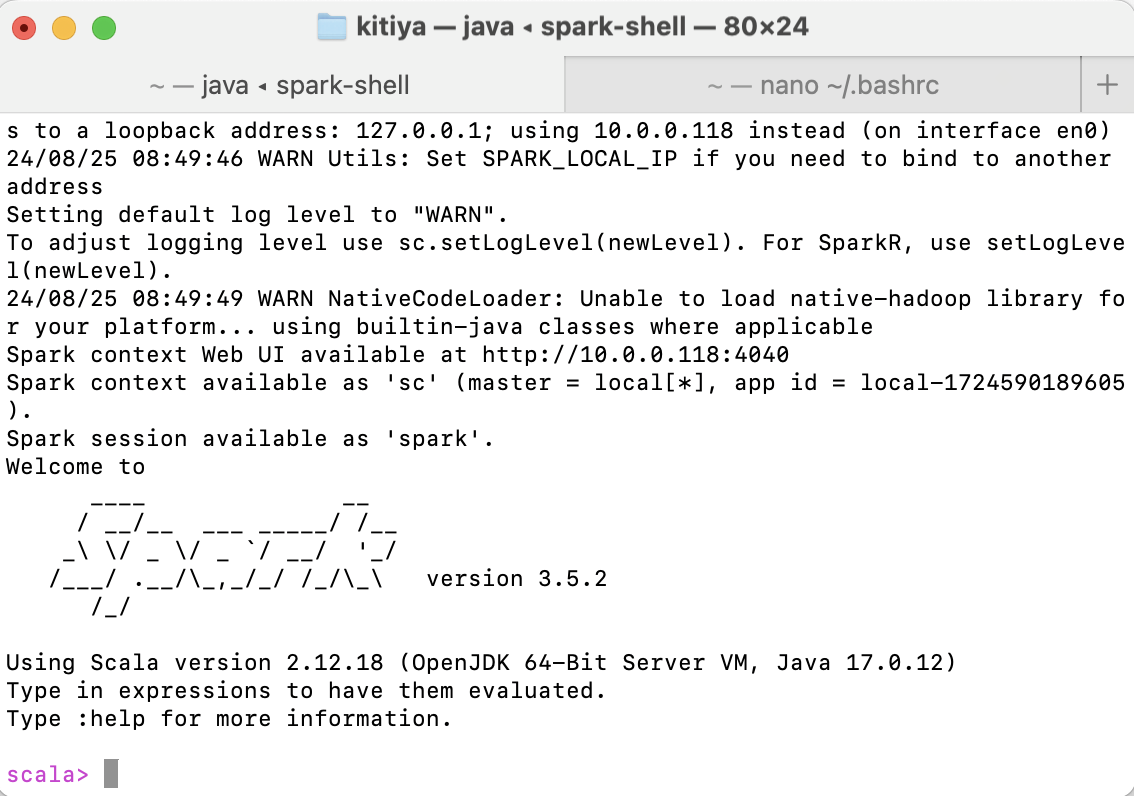 kitiya — java ◂ spark-shell — 80×24
~ — java ◂ spark-shell
~ — nano ~/.bashrc
+
s to a loopback address: 127.0.0.1; using 10.0.0.118 instead (on interface en0)
24/08/25 08:49:46 WARN Utils: Set SPARK_LOCAL_IP if you need to bind to another
address
Setting default log level to "WARN".
To adjust logging level use sc.setLogLevel(newLevel). For SparkR, use setLogLeve
l(newLevel).
24/08/25 08:49:49 WARN NativeCodeLoader: Unable to load native-hadoop library fo
r your platform... using builtin-java classes where applicable
Spark context Web UI available at http://10.0.0.118:4040
Spark context available as 'sc' (master = local[*], app id = local-1724590189605
).
Spark session available as 'spark'.
Welcome to
      ____              __
     / __/__  ___ _____/ /__
    _\ \/ _ \/ _ `/ __/  '_/
   /___/ .__/\_,_/_/ /_/\_\   version 3.5.2
      /_/
Using Scala version 2.12.18 (OpenJDK 64-Bit Server VM, Java 17.0.12)
Type in expressions to have them evaluated.
Type :help for more information.
scala>